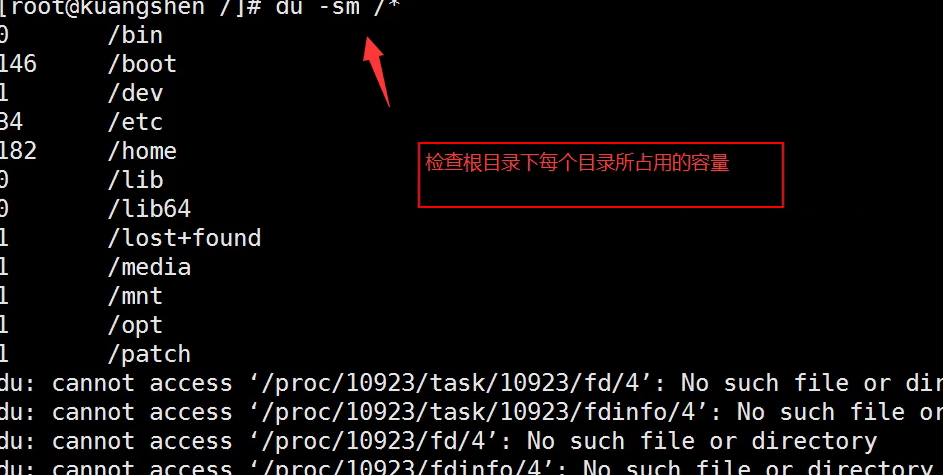 [root@kuangshen /]# du -sm /*
0 /bin
146 /boot
1 /dev
34 /etc
182 /home
检查根目录下每个目录所占用的容量
0 /lib
0 /lib64
1 /lost+found
1 /media
1 /mnt
1 /opt
1 /patch
du: cannot access ‘/proc/10923/task/10923/fd/4’: No such file or dir
du: cannot access ‘/proc/10923/task/10923/fdinfo/4’: No such file or
du: cannot access ‘/proc/10923/fd/4’: No such file or directory
du: cannot access ‘/proc/10923/fdinfo/4’: No such file or directory